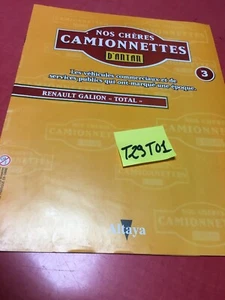 NOS CHÈRES
CAMIONNETTES
D'ANTAN
Les véhicules commerciaux et de
services publics qui ont marqué une époque.
3
RENAULT GALION « TOTAL »
TZ9T01
Altaya